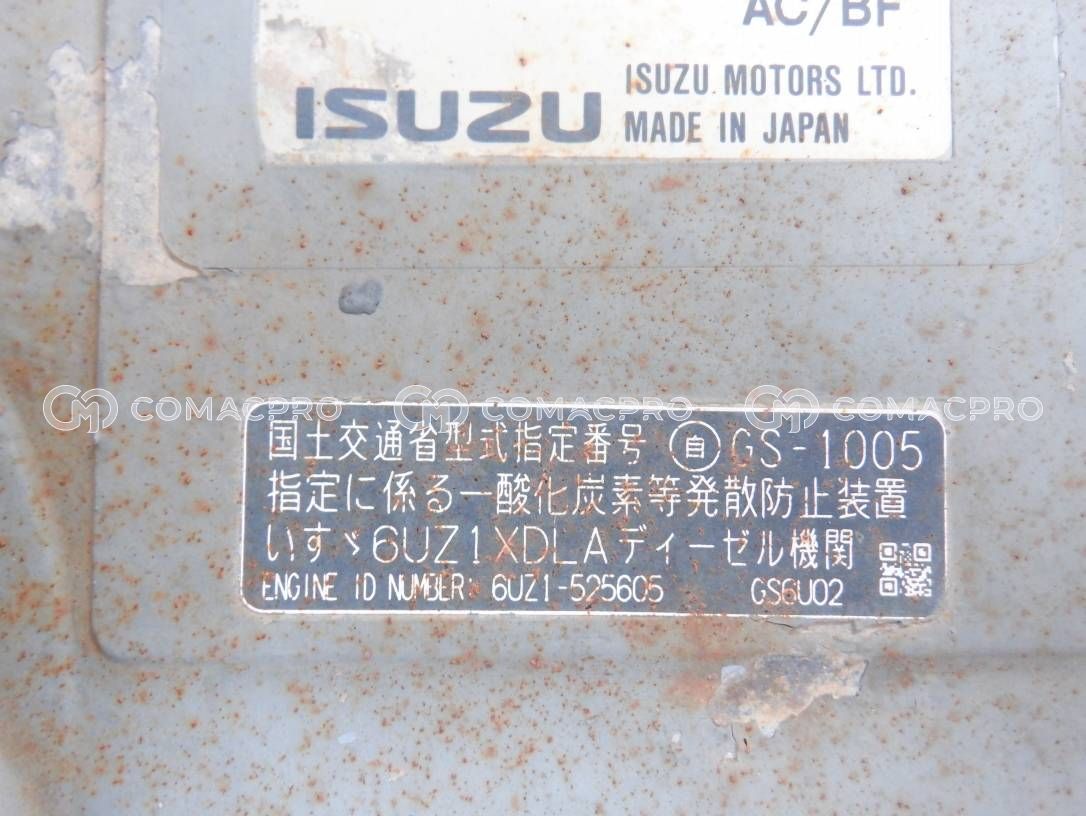 AC/BF
ISUZU
ISUZU MOTORS LTD.
MADE IN JAPAN
COMACPRO COMACPRO COMACPRO
国土交通省型式指定番号 自 GS-1005
指定に係る一酸化炭素等発散防止装置
いすゞ6UZ1XDLAディーゼル機関
ENGINE ID NUMBER: 6UZ1-525605 GS6U02